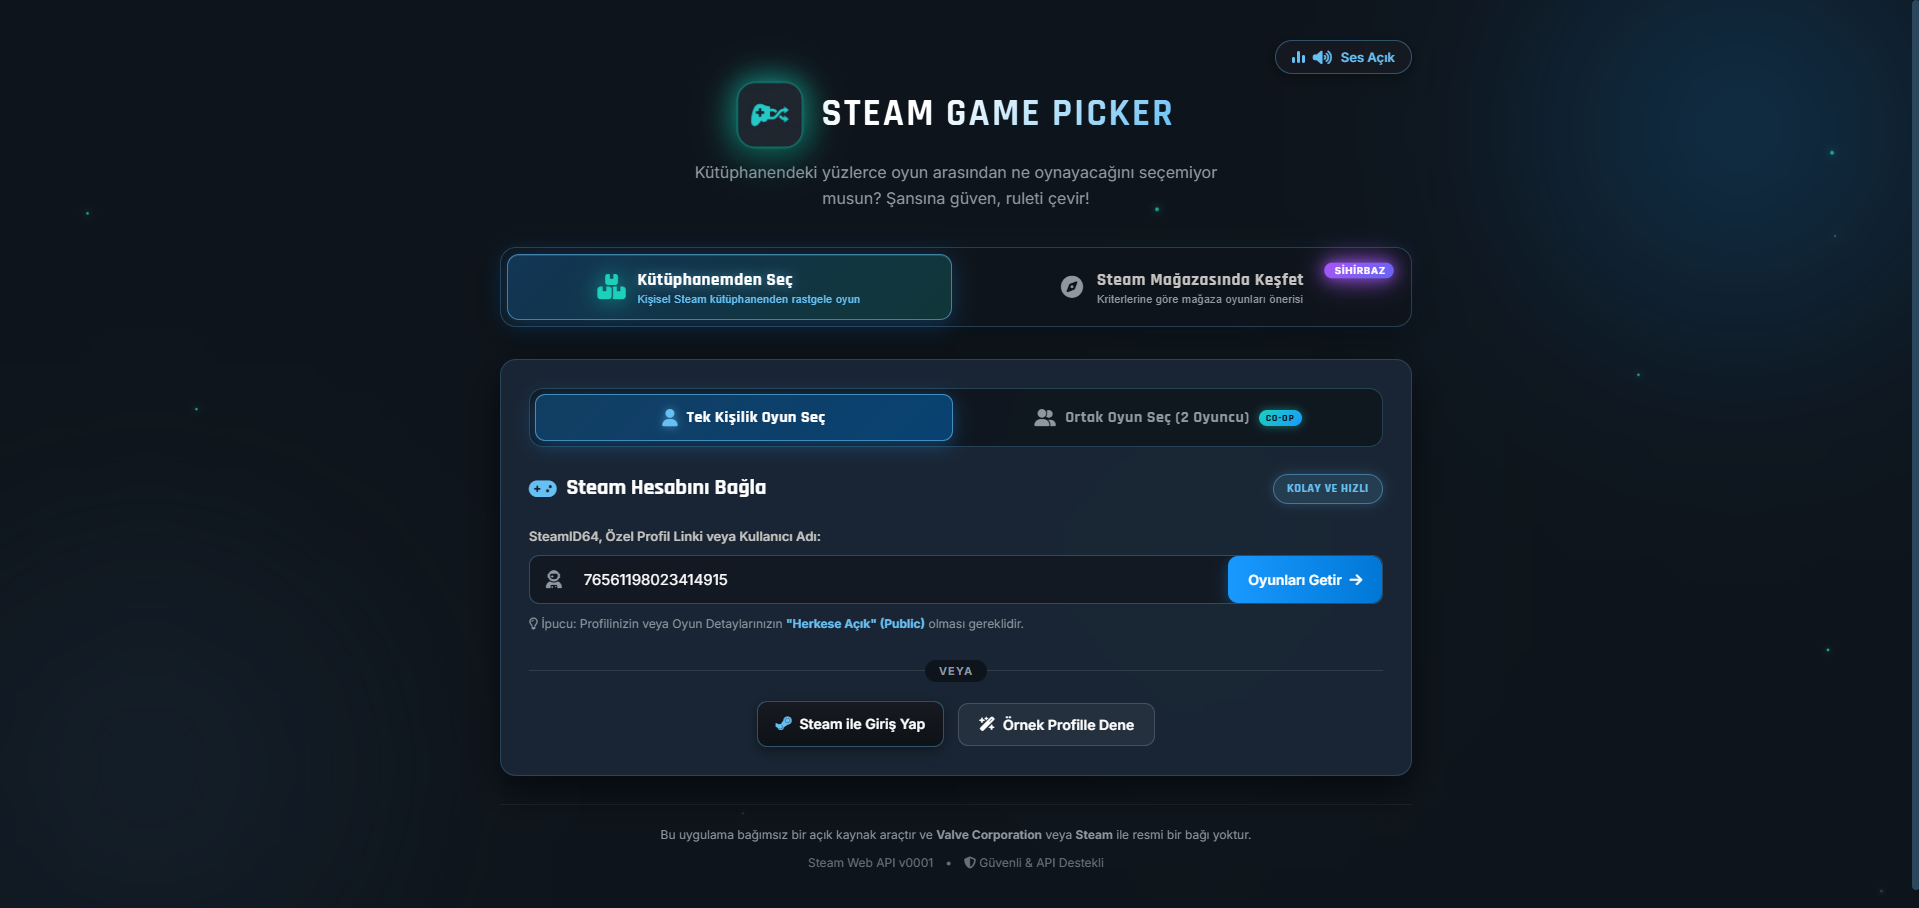 Ses Açık
STEAM GAME PICKER
Kütüphanendeki yüzlerce oyun arasından ne oynayacağını seçemiyor
musun? Şansına güven, ruleti çevir!
Kütüphanemden Seç
Kişisel Steam kütüphanenden rastgele oyun
Steam Mağazasında Keşfet
Kriterlerine göre mağaza oyunları önerisi
SİHİRBAZ
Tek Kişilik Oyun Seç
Ortak Oyun Seç (2 Oyuncu) CO-OP
Steam Hesabını Bağla
KOLAY VE HIZLI
SteamID64, Özel Profil Linki veya Kullanıcı Adı:
76561198023414915
Oyunları Getir
İpucu: Profilinizin veya Oyun Detaylarınızın "Herkese Açık" (Public) olması gereklidir.
VEYA
Steam ile Giriş Yap
Örnek Profille Dene
Bu uygulama bağımsız bir açık kaynak araçtır ve Valve Corporation veya Steam ile resmi bir bağı yoktur.
Steam Web API v0001 • Güvenli & API Destekli